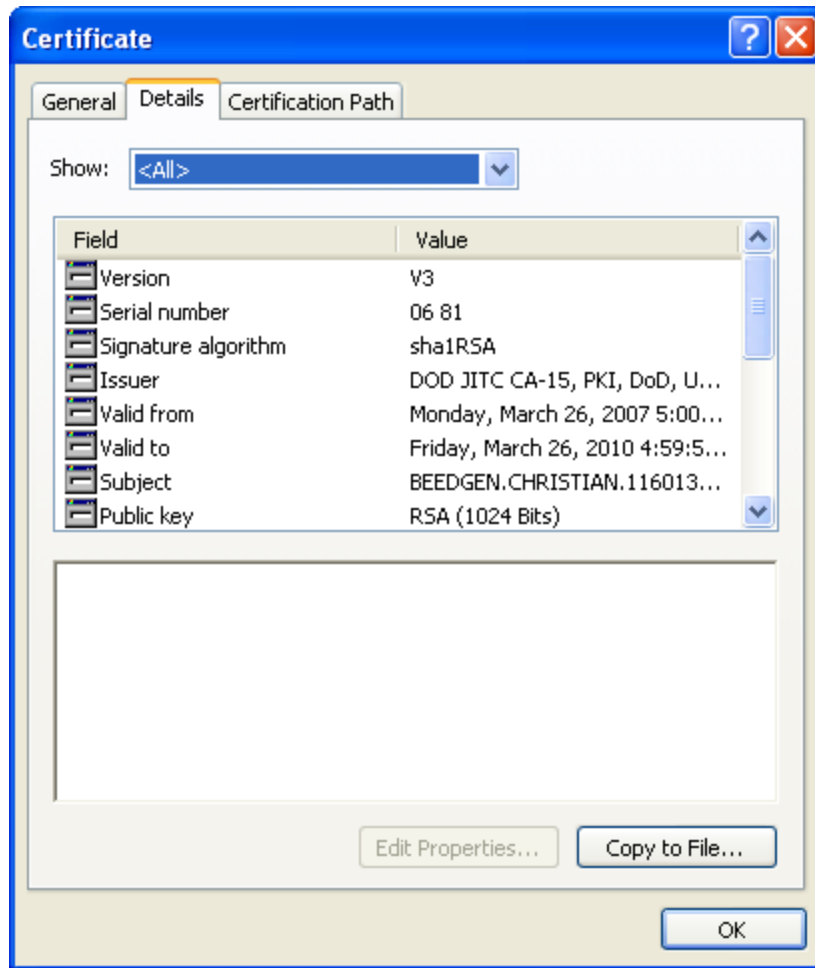 Certificate
General Details Certification Path
Show: <All>
Field Value
Version V3
Serial number 06 81
Signature algorithm sha1RSA
Issuer DOD JITC CA-15, PKI, DoD, U...
Valid from Monday, March 26, 2007 5:00...
Valid to Friday, March 26, 2010 4:59:5...
Subject BEEDGEN.CHRISTIAN.116013...
Public key RSA (1024 Bits)
Edit Properties... Copy to File...
OK